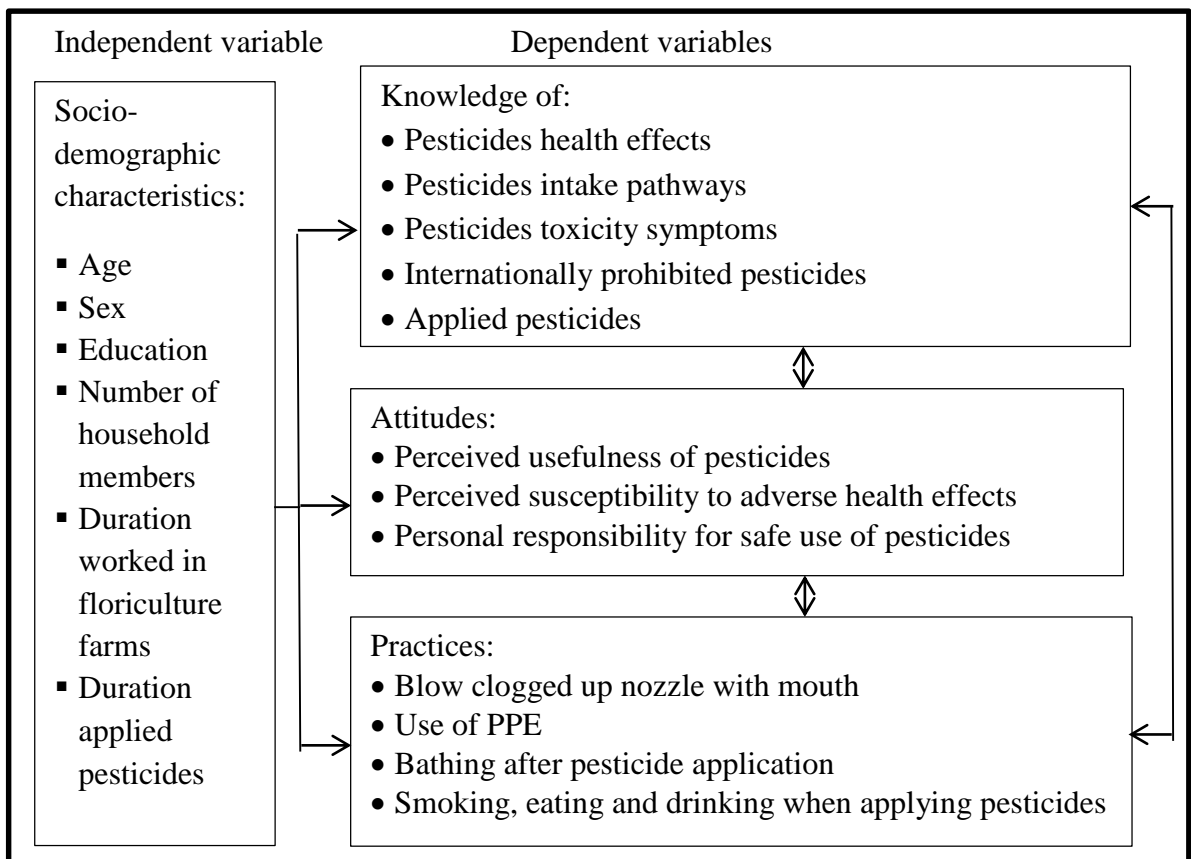 Independent variable
Dependent variables
Socio-
demographic
characteristics:
▪ Age
▪ Sex
▪ Education
▪ Number of
household
members
▪ Duration
worked in
floriculture
farms
▪ Duration
applied
pesticides
Knowledge of:
• Pesticides health effects
• Pesticides intake pathways
• Pesticides toxicity symptoms
• Internationally prohibited pesticides
• Applied pesticides
Attitudes:
• Perceived usefulness of pesticides
• Perceived susceptibility to adverse health effects
• Personal responsibility for safe use of pesticides
Practices:
• Blow clogged up nozzle with mouth
• Use of PPE
• Bathing after pesticide application
• Smoking, eating and drinking when applying pesticides